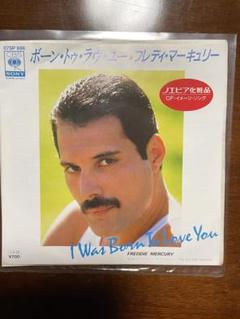 07SP 896
ボーン・トゥ・ラヴ・ユー・フレディ・マーキュリー
SONY
ノエビア化粧品
CF・イメージ・ソング
I Was Born To Love You
FREDDIE MERCURY
¥700